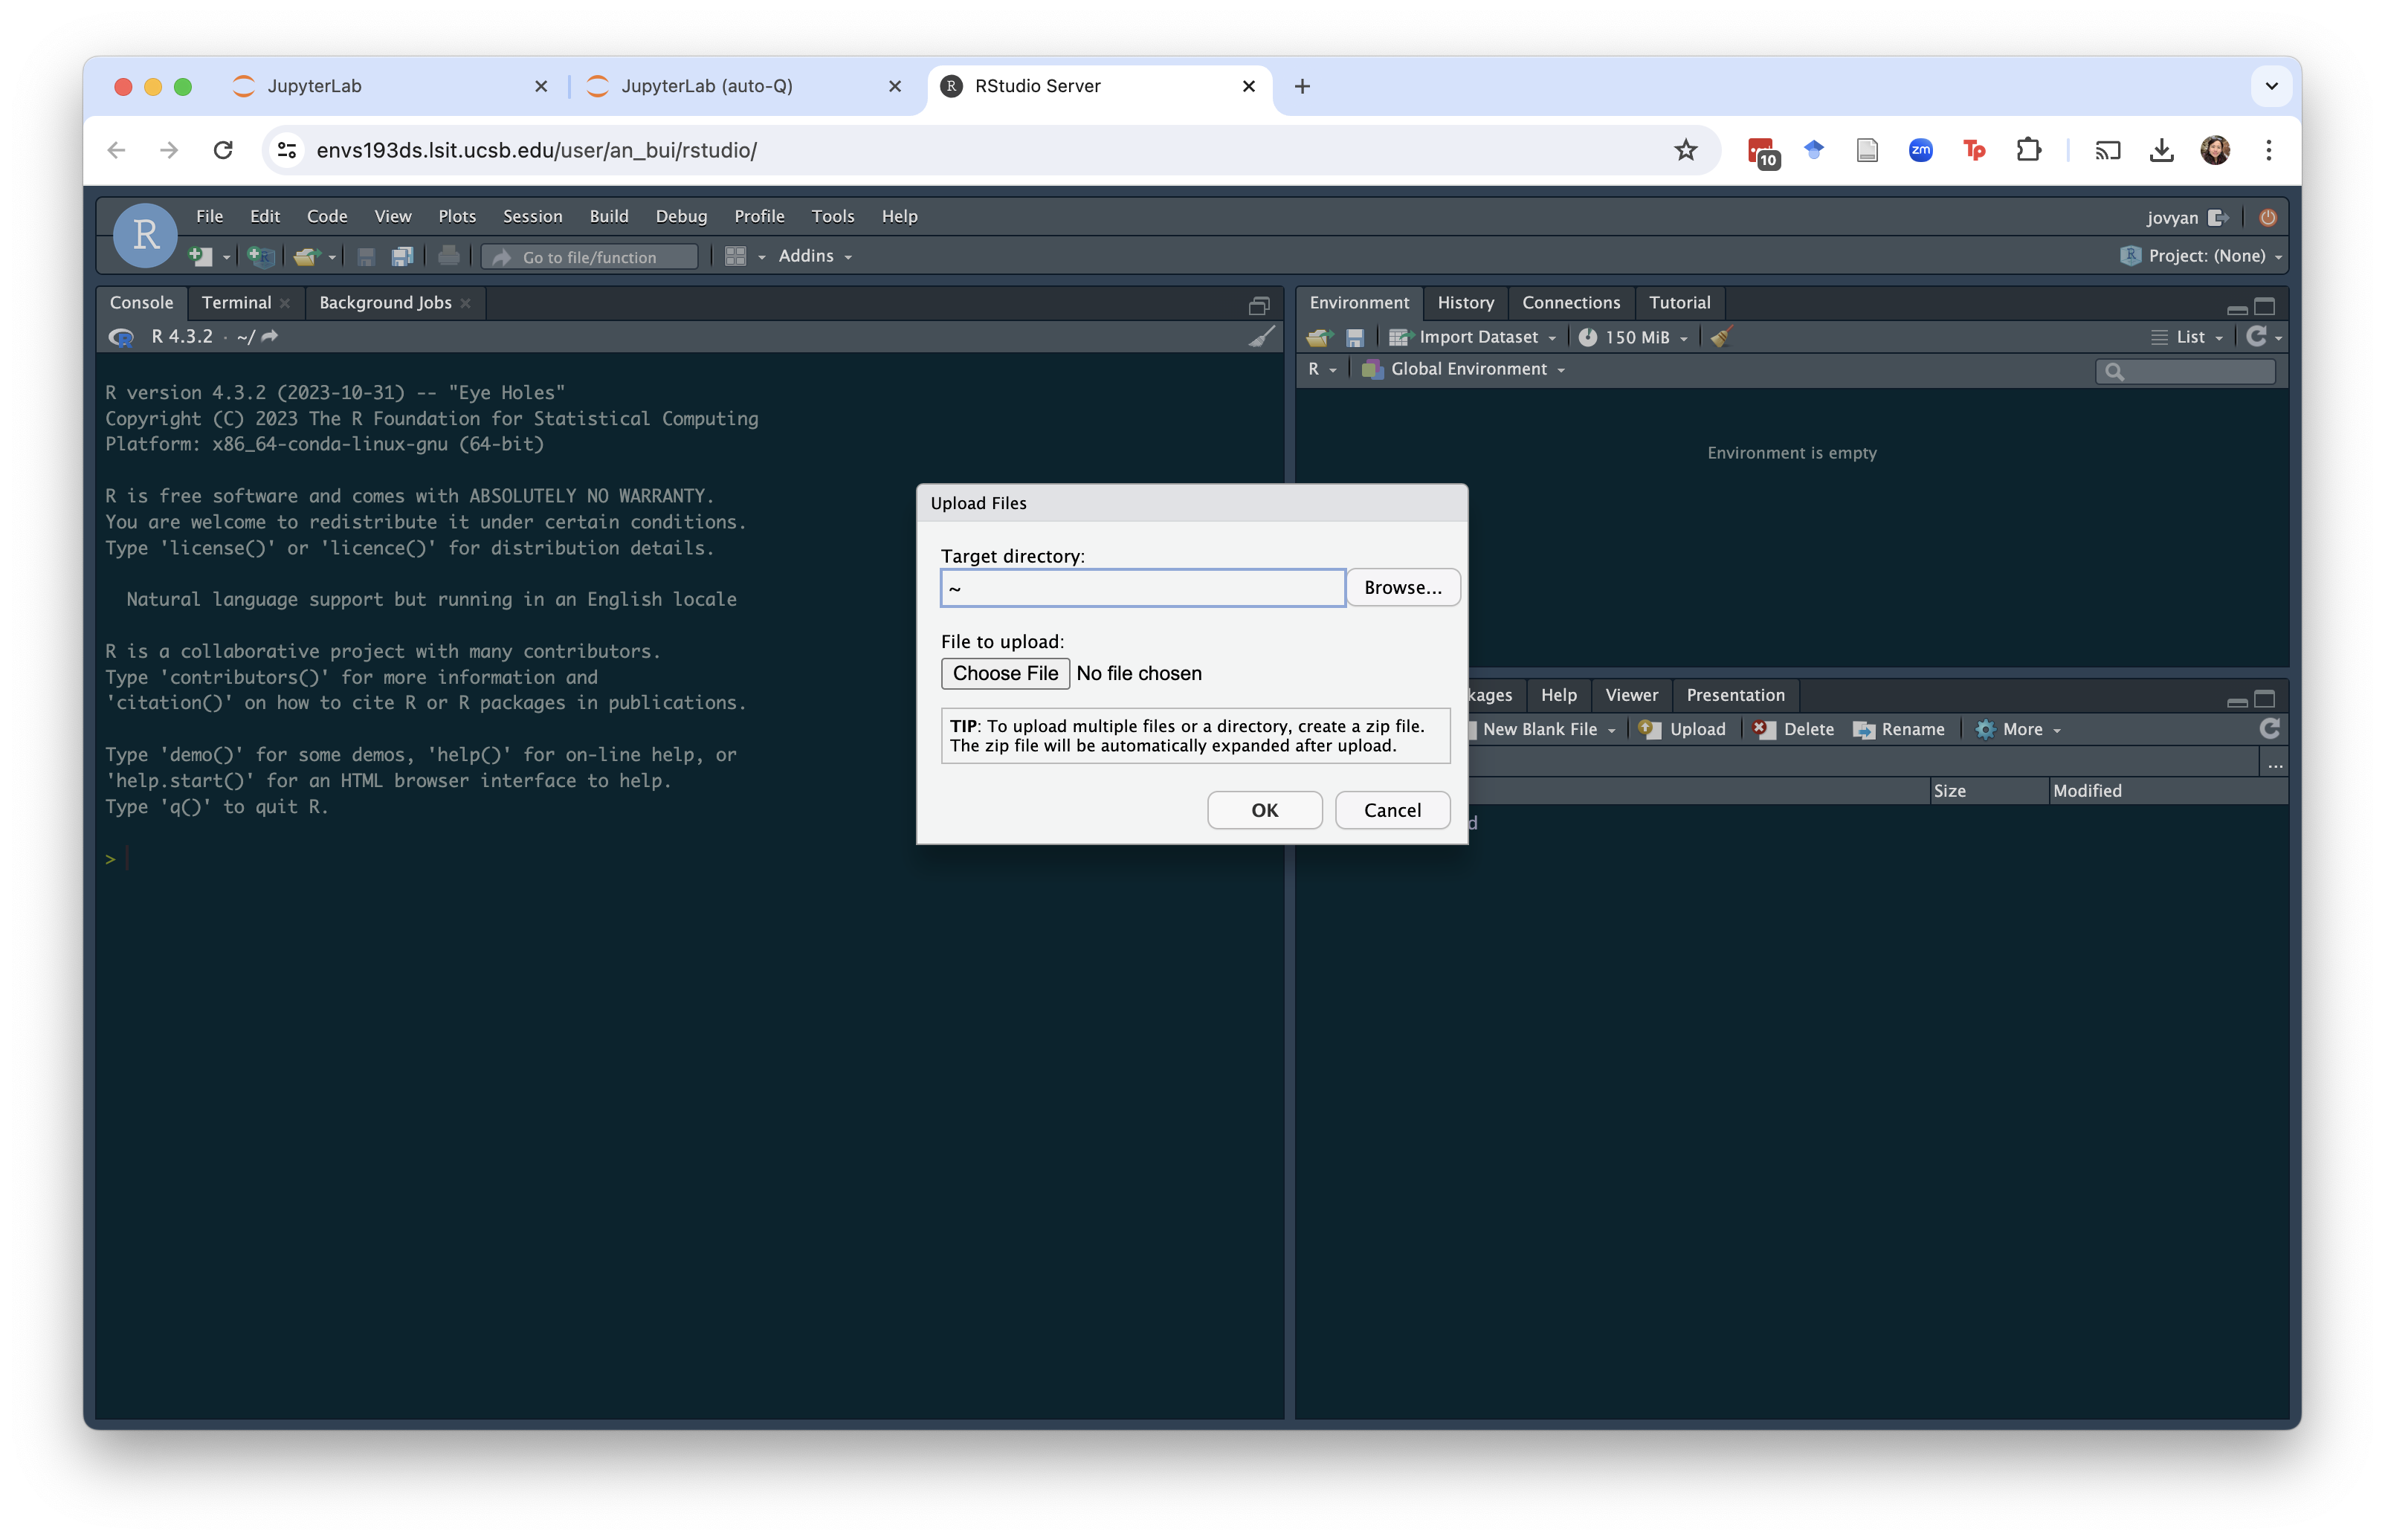 JupyterLab
JupyterLab (auto-Q)
R RStudio Server
envs193ds.lsit.ucsb.edu/user/an_bui/rstudio/
10
zm
Tp
R
File Edit Code View Plots Session Build Debug Profile Tools Help
jovyan
Go to file/function
Addins
R Project: (None)
Console Terminal Background Jobs
R R 4.3.2 · ~/
R version 4.3.2 (2023-10-31) -- "Eye Holes"
Copyright (C) 2023 The R Foundation for Statistical Computing
Platform: x86_64-conda-linux-gnu (64-bit)
R is free software and comes with ABSOLUTELY NO WARRANTY.
You are welcome to redistribute it under certain conditions.
Type 'license()' or 'licence()' for distribution details.
Natural language support but running in an English locale
R is a collaborative project with many contributors.
Type 'contributors()' for more information and
'citation()' on how to cite R or R packages in publications.
Type 'demo()' for some demos, 'help()' for on-line help, or
'help.start()' for an HTML browser interface to help.
Type 'q()' to quit R.
>
Environment History Connections Tutorial
Import Dataset 150 MiB List
R Global Environment
Environment is empty
Upload Files
Target directory:
~ Browse...
File to upload:
Choose File No file chosen
TIP: To upload multiple files or a directory, create a zip file.
The zip file will be automatically expanded after upload.
OK Cancel
kages Help Viewer Presentation
New Blank File Upload Delete Rename More
...
Size Modified
d